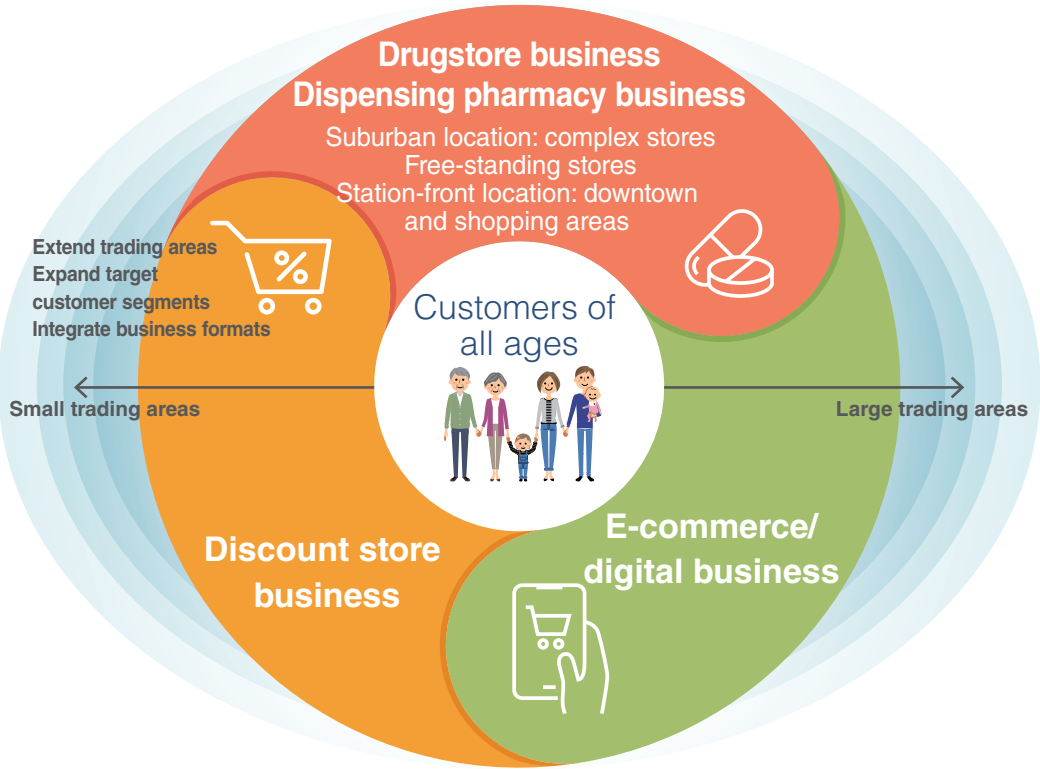 Drugstore business
Dispensing pharmacy business
Suburban location: complex stores
Free-standing stores
Station-front location: downtown
and shopping areas
Extend trading areas
Expand target
customer segments
Integrate business formats
%
Customers of
all ages
Small trading areas
Large trading areas
Discount store
business
E-commerce/
digital business